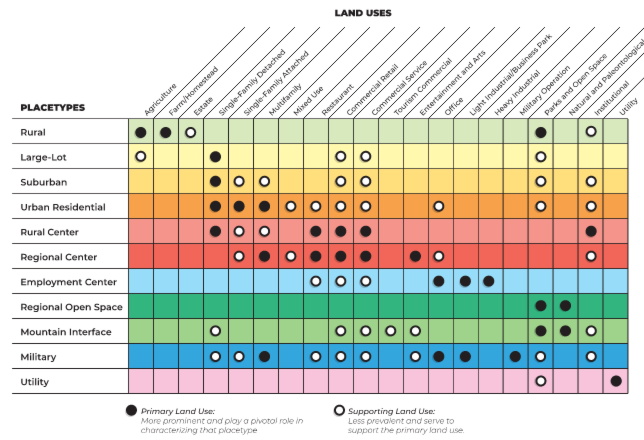 LAND USES
PLACETYPES
Agriculture
Farm/Homestead
Estate
Single-Family Detached
Single-Family Attached
Multifamily
Mixed Use
Restaurant
Commercial Retail
Commercial Service
Tourism Commercial
Entertainment and Arts
Office
Light Industrial/Business Park
Heavy Industrial
Military Operation
Parks and Open Space
Natural and Paleontological
Institutional
Utility
Rural
Large-Lot
Suburban
Urban Residential
Rural Center
Regional Center
Employment Center
Regional Open Space
Mountain Interface
Military
Utility
Primary Land Use:
More prominent and play a pivotal role in
characterizing that placetype
Supporting Land Use:
Less prevalent and serve to
support the primary land use.